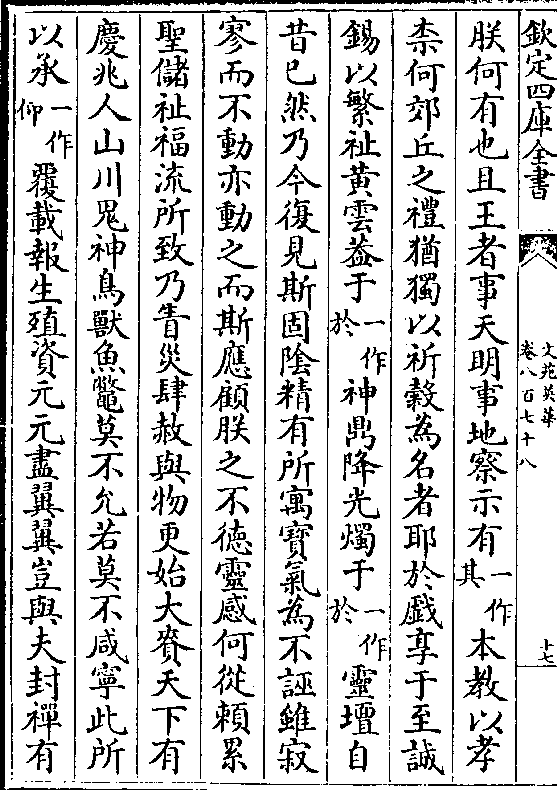 欽定四庫全書
文苑英華
卷八百七十八
十七
朕何有也且王者事天明事地察示有一作其本教以孝
柰何郊丘之禮猶獨以祈穀為名者耶於戲享于至誠
錫以繁祉黄雲葢于一作於神鼎降光燭于一作於靈壇自
昔已然乃今復見斯固陰精有所寓寳氣為不誣雖寂
寥而不動亦動之而斯應顧朕之不徳靈感何從頼累
聖儲祉福流所致乃眚災肆赦與物更始大賚天下有
慶兆人山川鬼神鳥獸魚鼈莫不允若莫不咸寧此所
以承一作仰覆載報生殖資元元盡翼翼豈與夫封禪有